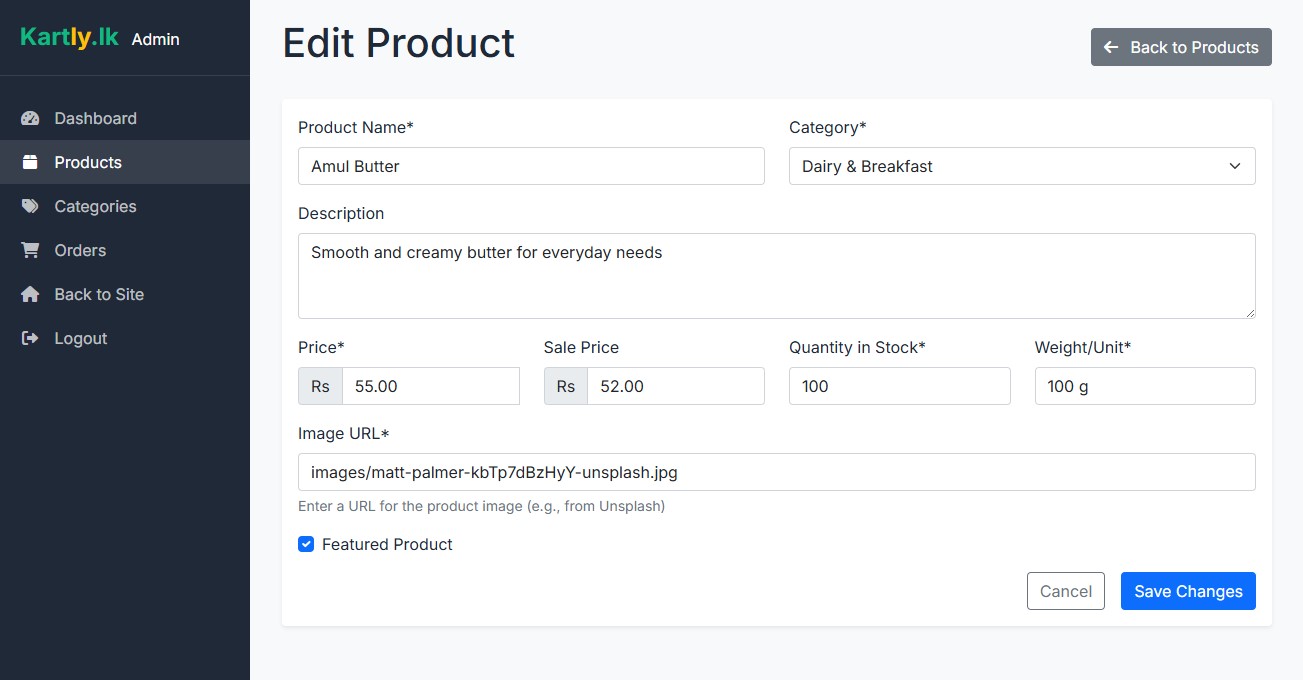 Kartly.lk Admin
Dashboard
Products
Categories
Orders
Back to Site
Logout
Edit Product
Back to Products
Product Name*
Category*
Amul Butter
Dairy & Breakfast
Description
Smooth and creamy butter for everyday needs
Price*
Sale Price
Quantity in Stock*
Weight/Unit*
Rs 55.00
Rs 52.00
100
100 g
Image URL*
images/matt-palmer-kbTp7dBzHyY-unsplash.jpg
Enter a URL for the product image (e.g., from Unsplash)
Featured Product
Cancel
Save Changes